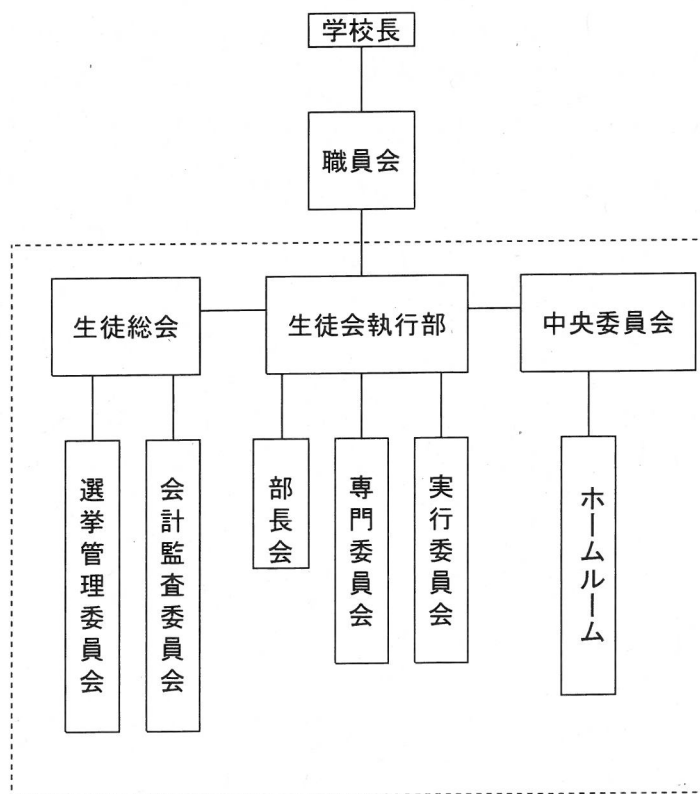 学校長
職員会
生徒総会
生徒会執行部
中央委員会
選挙管理委員会
会計監査委員会
部長会
専門委員会
実行委員会
ホームルーム